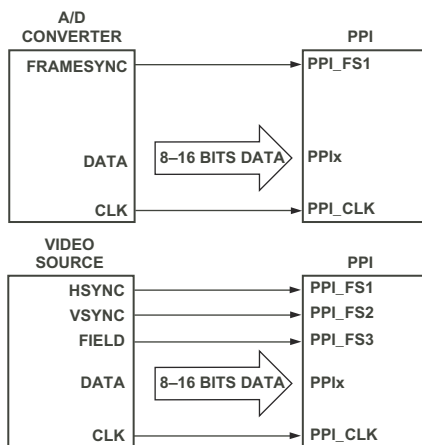 A/D
CONVERTER
PPI
FRAMESYNC
PPI_FS1
DATA
8–16 BITS DATA
PPIx
CLK
PPI_CLK
VIDEO
SOURCE
PPI
HSYNC
PPI_FS1
VSYNC
PPI_FS2
FIELD
PPI_FS3
DATA
8–16 BITS DATA
PPIx
CLK
PPI_CLK